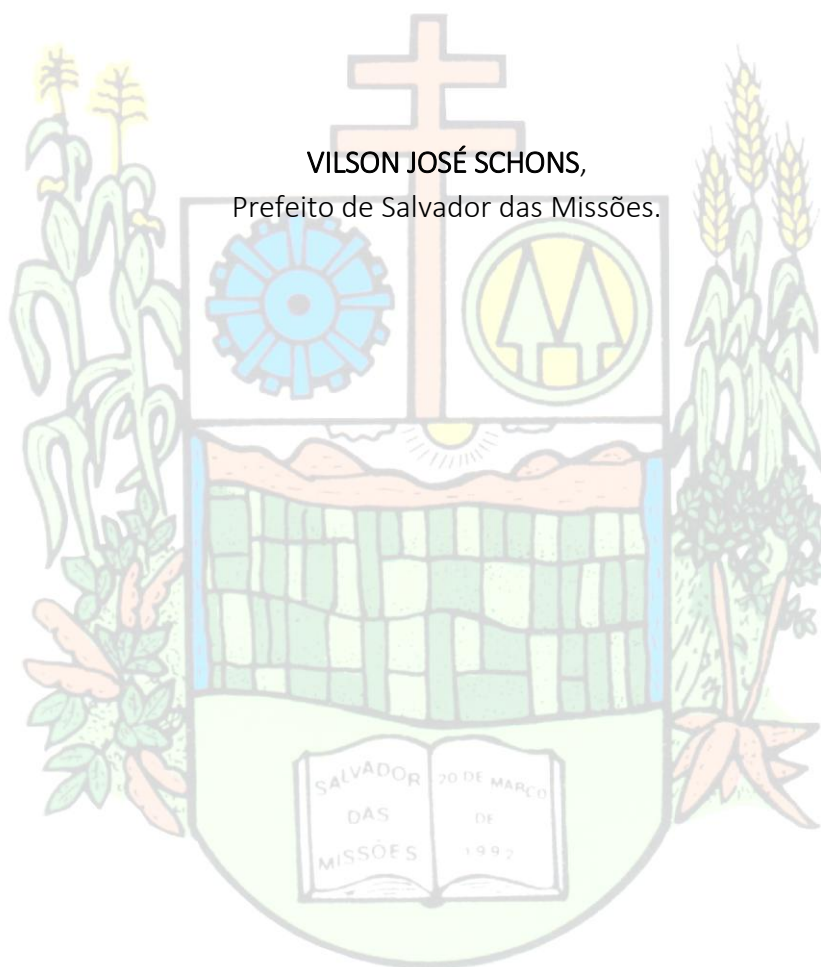 VILSON JOSÉ SCHONS,
Prefeito de Salvador das Missões.
SALVADOR
DAS
MISSÕES
20 DE MARÇO
DE
1992